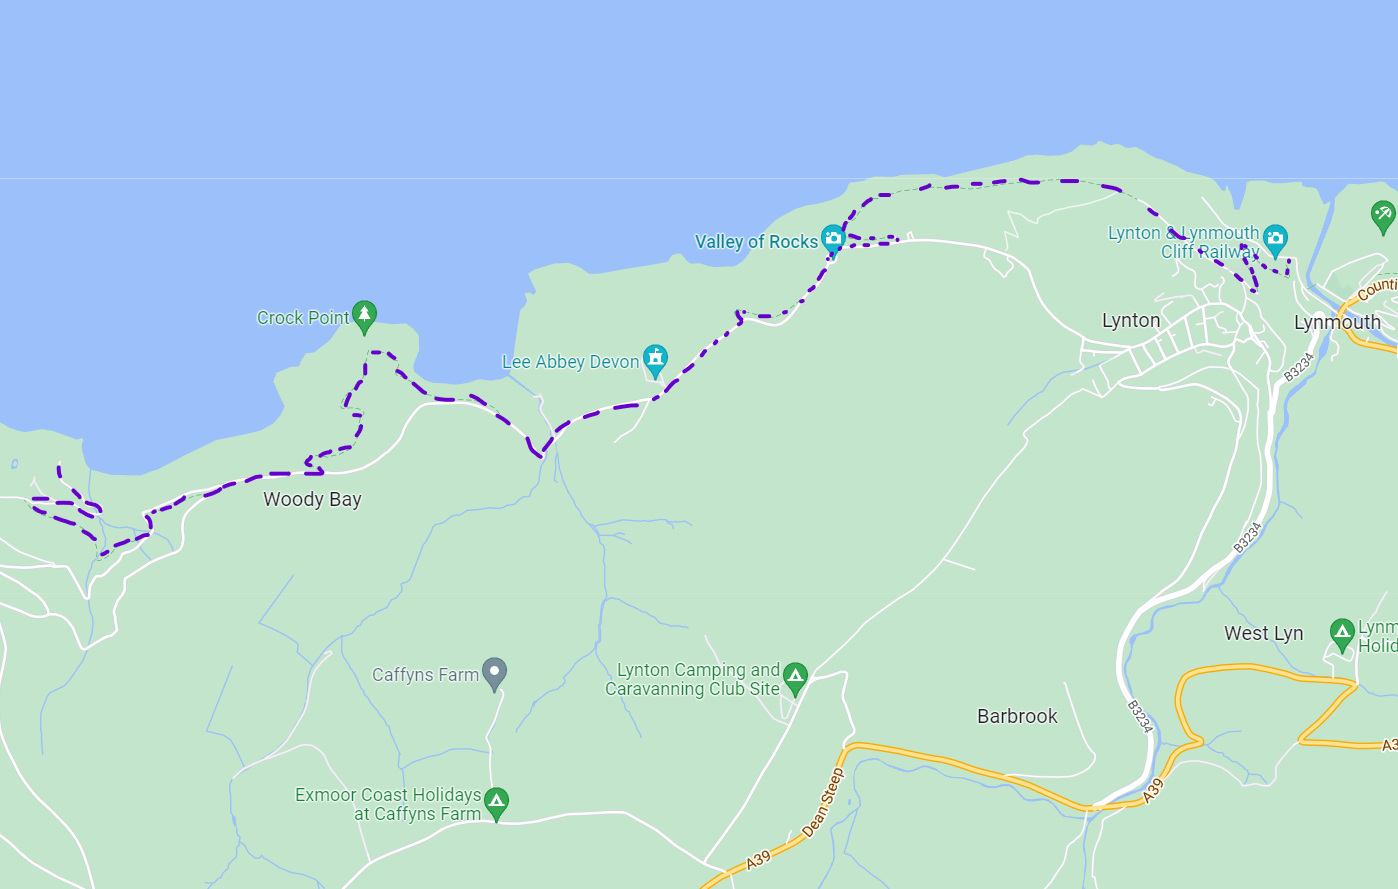 Valley of Rocks
Lynton & Lynmouth
Cliff Railway
Counti
Crock Point
Lynton
Lynmouth
Lee Abbey Devon
B3234
Woody Bay
B3234
West Lyn
Lynm
Holid
Caffyns Farm
Lynton Camping and
Caravanning Club Site
Barbrook
B3234
A3
Exmoor Coast Holidays
at Caffyns Farm
Dean Steep
A39
A39